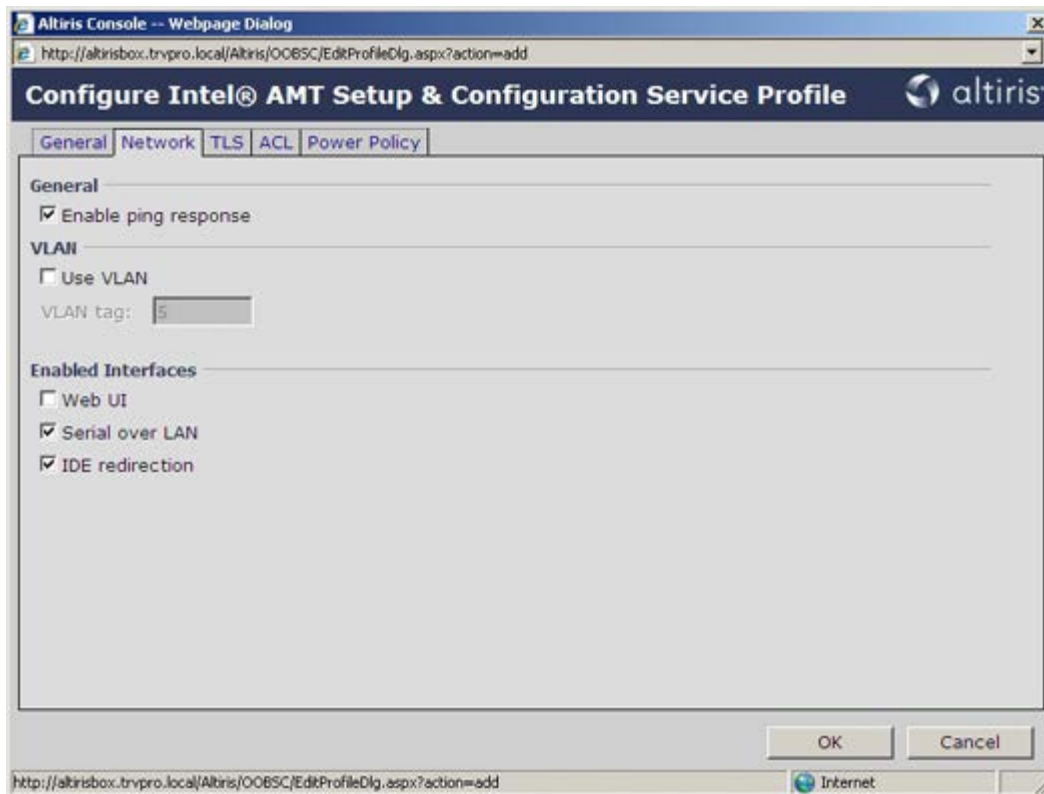 Altiris Console -- Webpage Dialog
http://altirisbox.trvpro.local/Altiris/OOBSC/EditProfileDlg.aspx?action=add
Configure Intel® AMT Setup & Configuration Service Profile altiris
General Network TLS ACL Power Policy
General
Enable ping response
VLAN
Use VLAN
VLAN tag: 5
Enabled Interfaces
Web UI
Serial over LAN
IDE redirection
OK Cancel
http://altirisbox.trvpro.local/Altiris/OOBSC/EditProfileDlg.aspx?action=add Internet